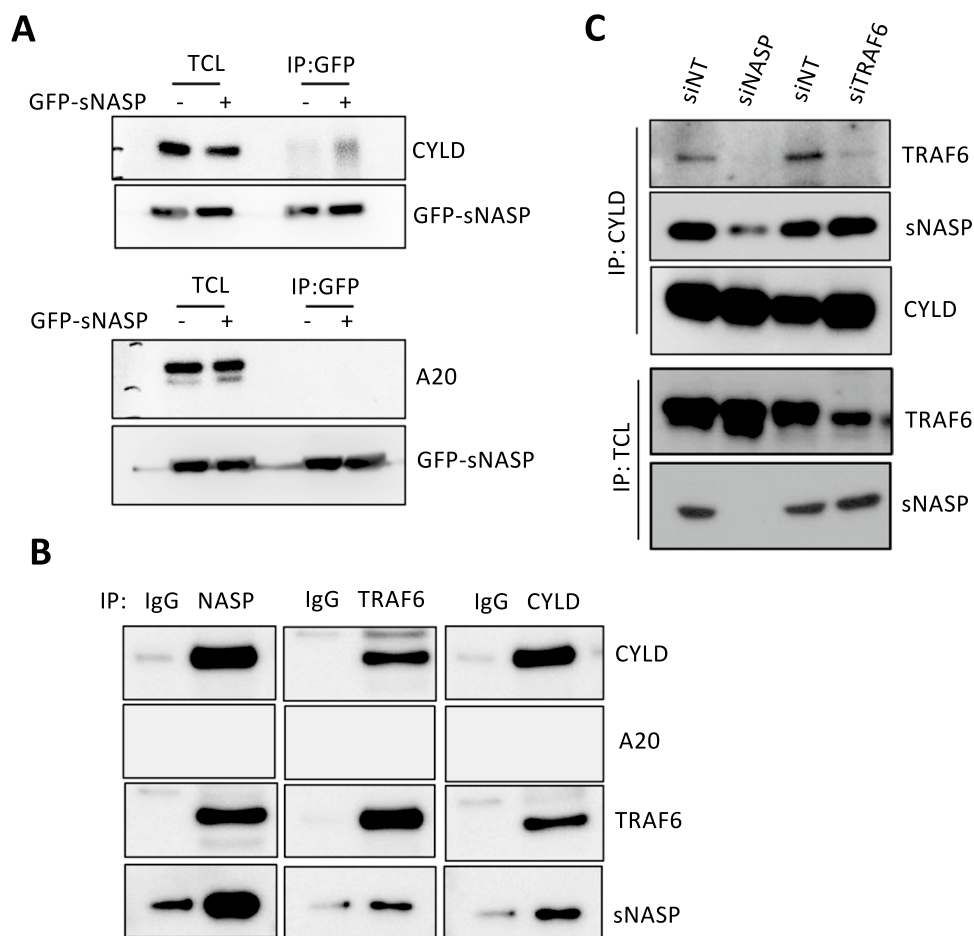 A
TCL IP:GFP
GFP-sNASP - + - +
CYLD
GFP-sNASP
TCL IP:GFP
GFP-sNASP - + - +
A20
GFP-sNASP
B
IP: IgG NASP IgG TRAF6 IgG CYLD
CYLD
A20
TRAF6
sNASP
C
siNT siNASP siNT siTRAF6
IP: CYLD
TRAF6
sNASP
CYLD
IP: TCL
TRAF6
sNASP